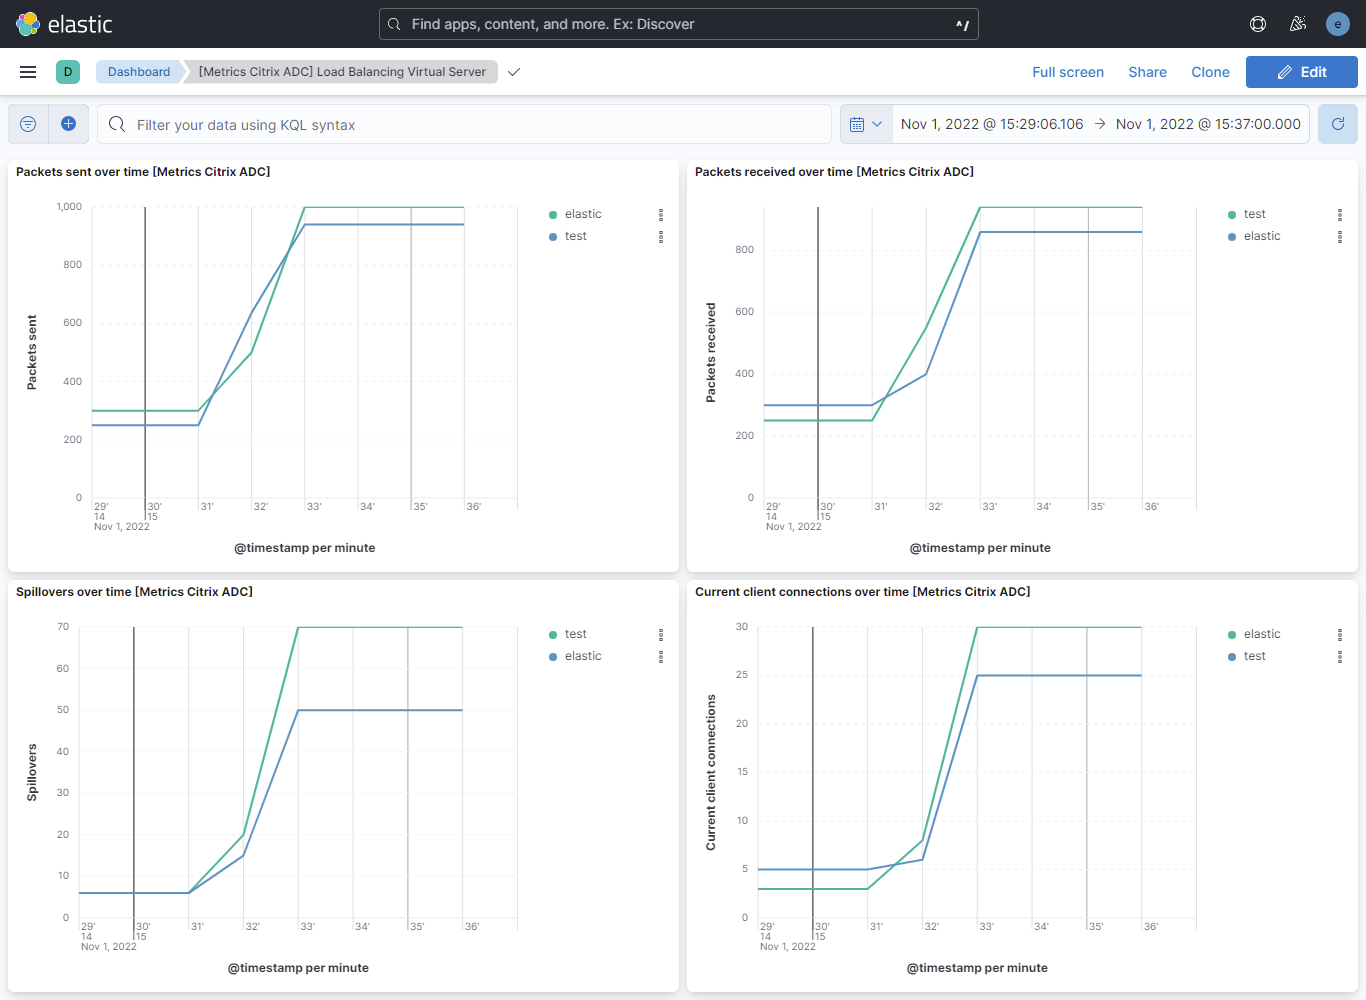 elastic
Find apps, content, and more. Ex: Discover
^/
e
D
Dashboard
[Metrics Citrix ADC] Load Balancing Virtual Server
Full screen
Share
Clone
Edit
Filter your data using KQL syntax
Nov 1, 2022 @ 15:29:06.106 → Nov 1, 2022 @ 15:37:00.000
Packets sent over time [Metrics Citrix ADC]
Packets sent
1,000
800
600
400
200
0
29' 30' 31' 32' 33' 34' 35' 36'
14 15
Nov 1, 2022
@timestamp per minute
elastic
test
Packets received over time [Metrics Citrix ADC]
Packets received
800
600
400
200
0
29' 30' 31' 32' 33' 34' 35' 36'
14 15
Nov 1, 2022
@timestamp per minute
test
elastic
Spillovers over time [Metrics Citrix ADC]
Spillovers
70
60
50
40
30
20
10
0
29' 30' 31' 32' 33' 34' 35' 36'
14 15
Nov 1, 2022
@timestamp per minute
test
elastic
Current client connections over time [Metrics Citrix ADC]
Current client connections
30
25
20
15
10
5
0
29' 30' 31' 32' 33' 34' 35' 36'
14 15
Nov 1, 2022
@timestamp per minute
elastic
test